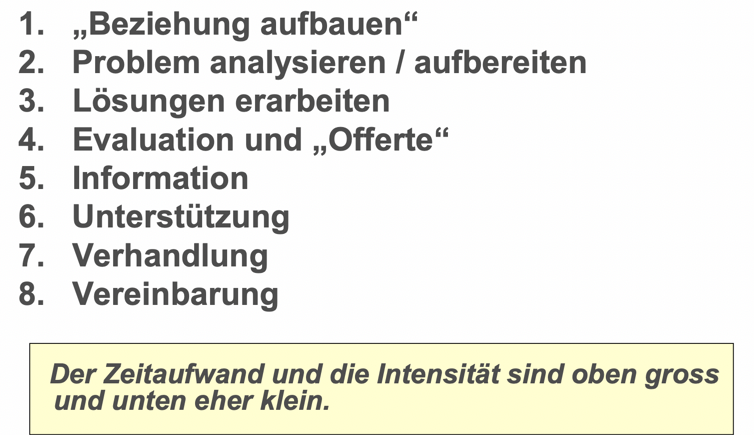 1. „Beziehung aufbauen“
2. Problem analysieren / aufbereiten
3. Lösungen erarbeiten
4. Evaluation und „Offerte“
5. Information
6. Unterstützung
7. Verhandlung
8. Vereinbarung
Der Zeitaufwand und die Intensität sind oben gross
und unten eher klein.